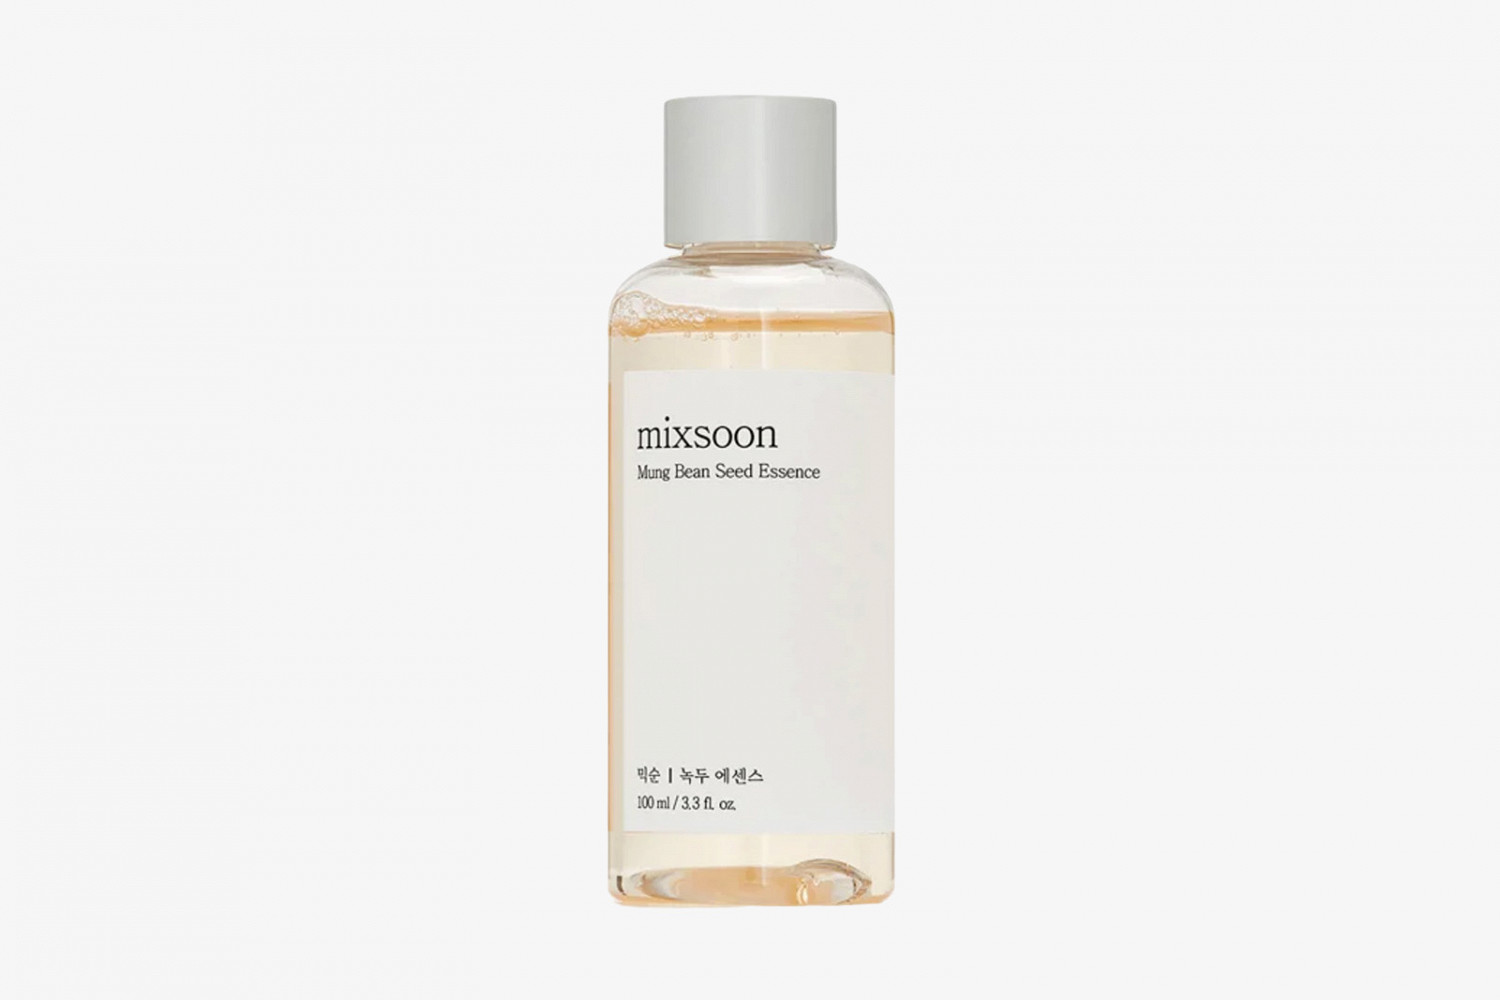 mixsoon
Mung Bean Seed Essence
믹순 | 녹두 에센스
100 ml / 3.3 fl. oz.